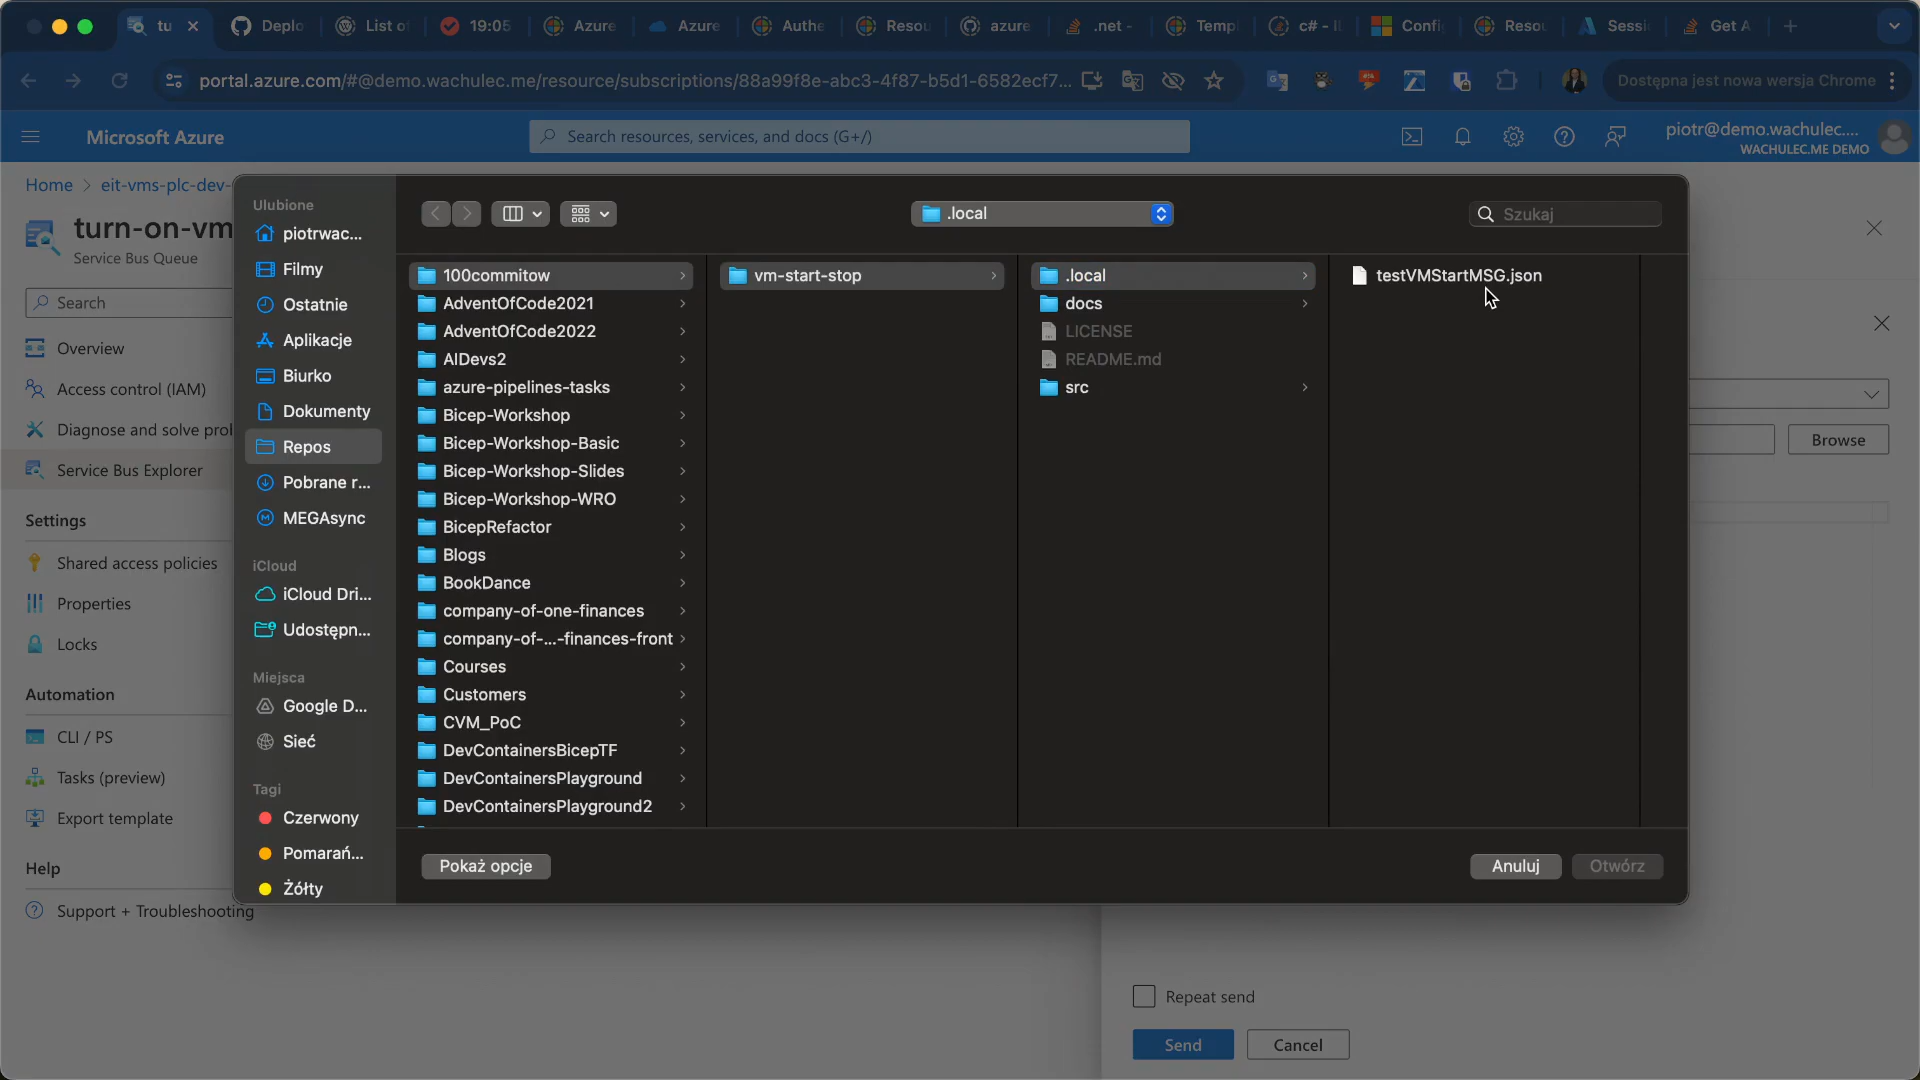 tu
Deplo
List o
19:05
Azure
Azure
Authe
Resou
azure
.net -
Templ
c# - I
Confi
Resou
Sessi
Get A
portal.azure.com/#@demo.wachulec.me/resource/subscriptions/88a99f8e-abc3-4f87-b5d1-6582ecf7...
Dostępna jest nowa wersja Chrome
Microsoft Azure
Search resources, services, and docs (G+/)
piotr@demo.wachulec....
WACHULEC.ME DEMO
Home > eit-vms-plc-dev-
turn-on-vm
Service Bus Queue
Search
Overview
Access control (IAM)
Diagnose and solve prob
Service Bus Explorer
Settings
Shared access policies
Properties
Locks
Automation
CLI / PS
Tasks (preview)
Export template
Help
Support + Troubleshooting
Ulubione
piotrwac...
Filmy
Ostatnie
Aplikacje
Biurko
Dokumenty
Repos
Pobrane r...
MEGAsync
iCloud
iCloud Dri...
Udostępn...
Miejsca
Google D...
Sieć
Tagi
Czerwony
Pomarań...
Żółty
.local
Szukaj
100commitow
AdventOfCode2021
AdventOfCode2022
AIDevs2
azure-pipelines-tasks
Bicep-Workshop
Bicep-Workshop-Basic
Bicep-Workshop-Slides
Bicep-Workshop-WRO
BicepRefactor
Blogs
BookDance
company-of-one-finances
company-of-...-finances-front
Courses
Customers
CVM_PoC
DevContainersBicepTF
DevContainersPlayground
DevContainersPlayground2
vm-start-stop
.local
docs
LICENSE
README.md
src
testVMStartMSG.json
Pokaż opcje
Anuluj
Otwórz
Browse
Repeat send
Send
Cancel